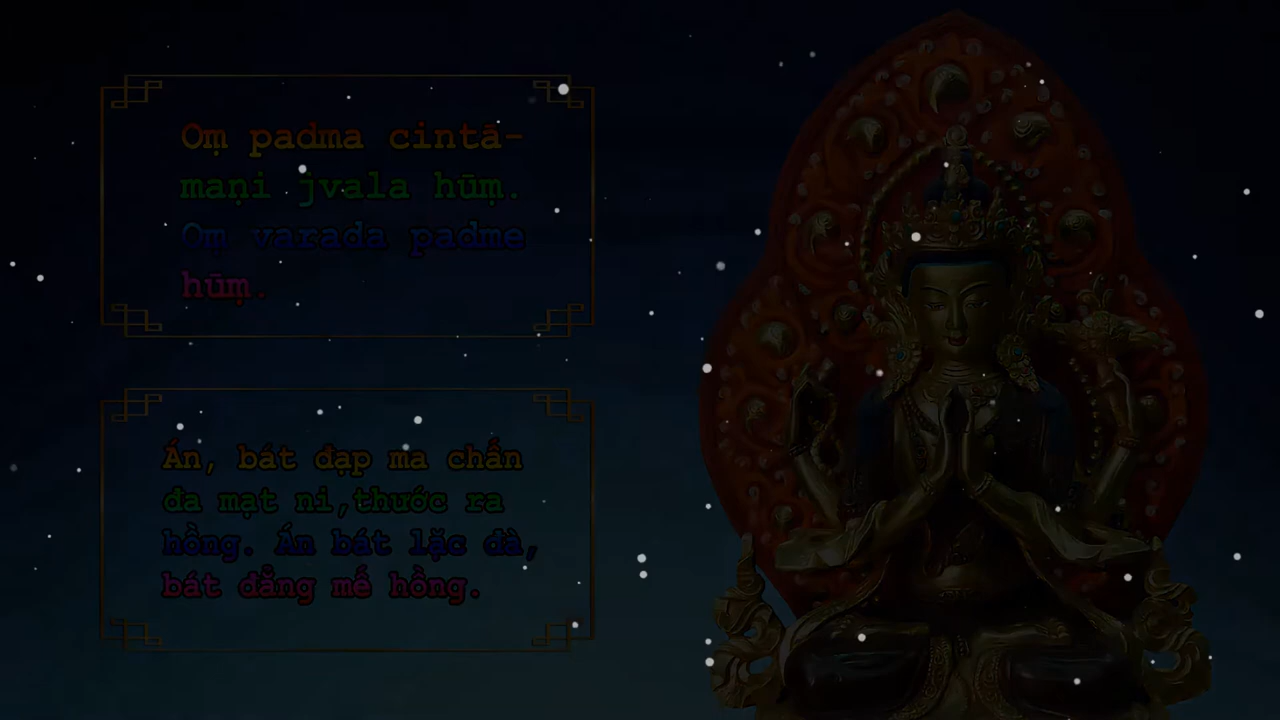 Oṃ padma cintā-
maṇi jvala hūṃ.
Oṃ varada padme
hūṃ.
Án, bát đạp ma chấn
đa mạt ni,thước ra
hồng. Án bát lặc đà,
bát đẳng mế hồng.